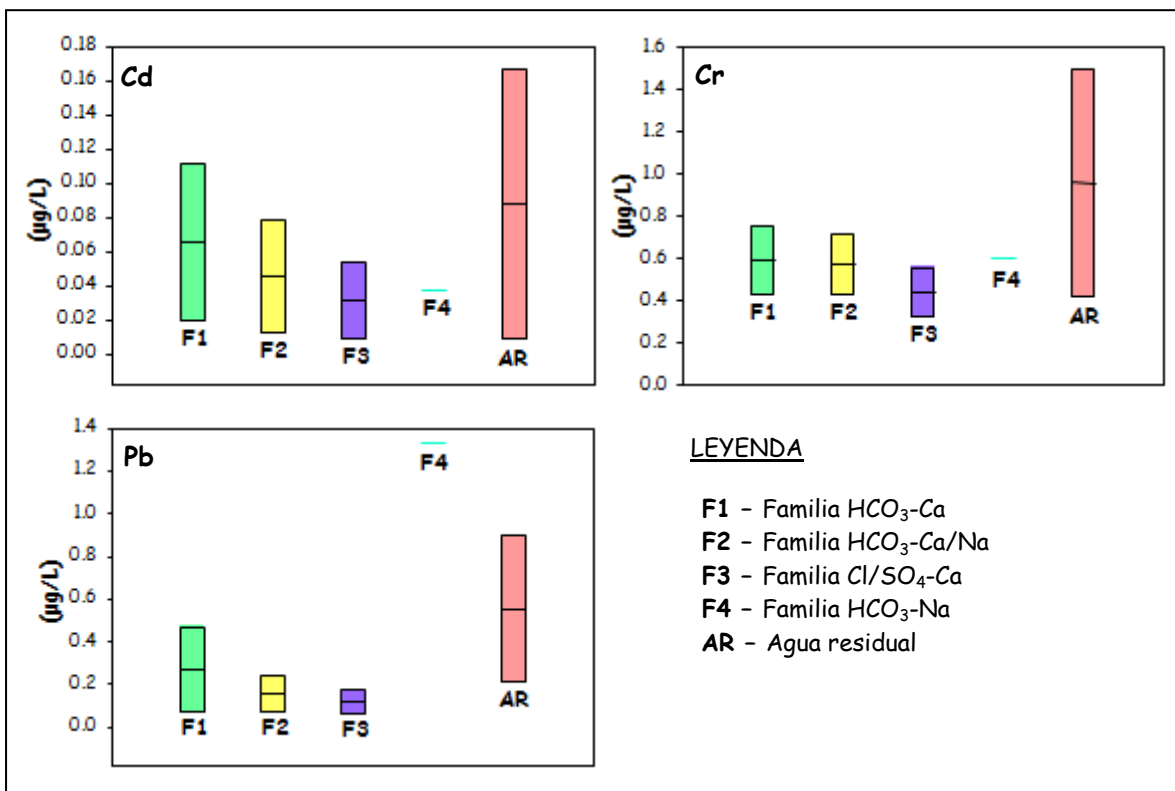 Cd
0.18
0.16
0.14
0.12
0.10
0.08
0.06
0.04
0.02
0.00
(µg/L)
F1
F2
F3
F4
AR
Cr
1.6
1.4
1.2
1.0
0.8
0.6
0.4
0.2
0.0
(µg/L)
F1
F2
F3
F4
AR
Pb
1.4
1.2
1.0
0.8
0.6
0.4
0.2
0.0
(µg/L)
F1
F2
F3
F4
AR
LEYENDA
F1 – Familia HCO₃-Ca
F2 – Familia HCO₃-Ca/Na
F3 – Familia Cl/SO₄-Ca
F4 – Familia HCO₃-Na
AR – Agua residual